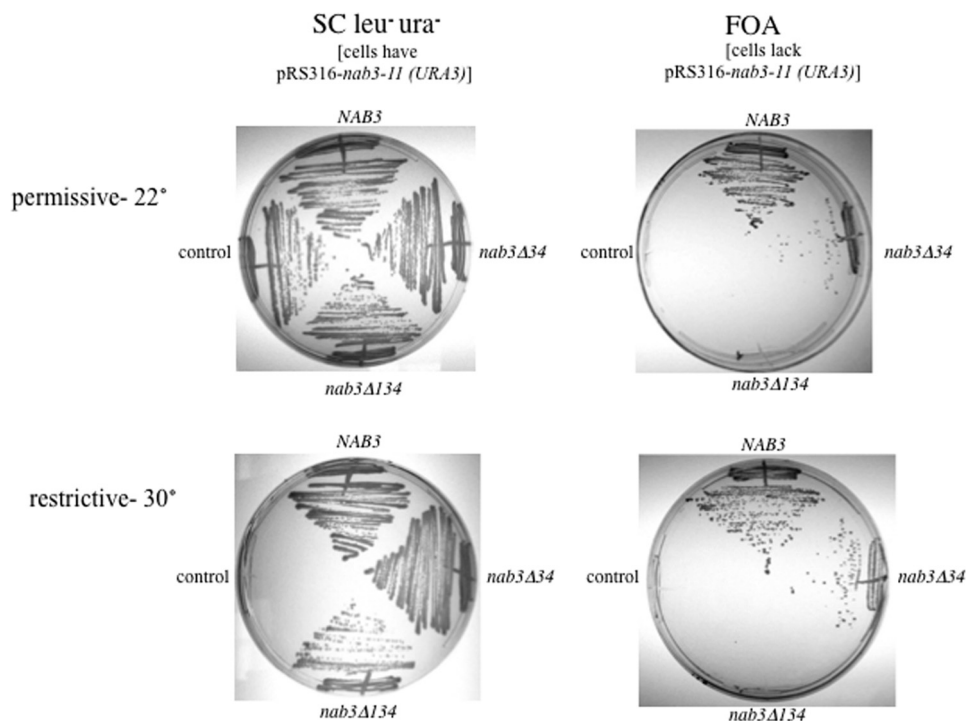 SC leu⁻ ura⁻
[cells have
pRS316-nab3-11 (URA3)]
FOA
[cells lack
pRS316-nab3-11 (URA3)]
permissive- 22°
NAB3
control
nab3Δ34
nab3Δ134
NAB3
control
nab3Δ34
nab3Δ134
restrictive- 30°
NAB3
control
nab3Δ34
nab3Δ134
NAB3
control
nab3Δ34
nab3Δ134